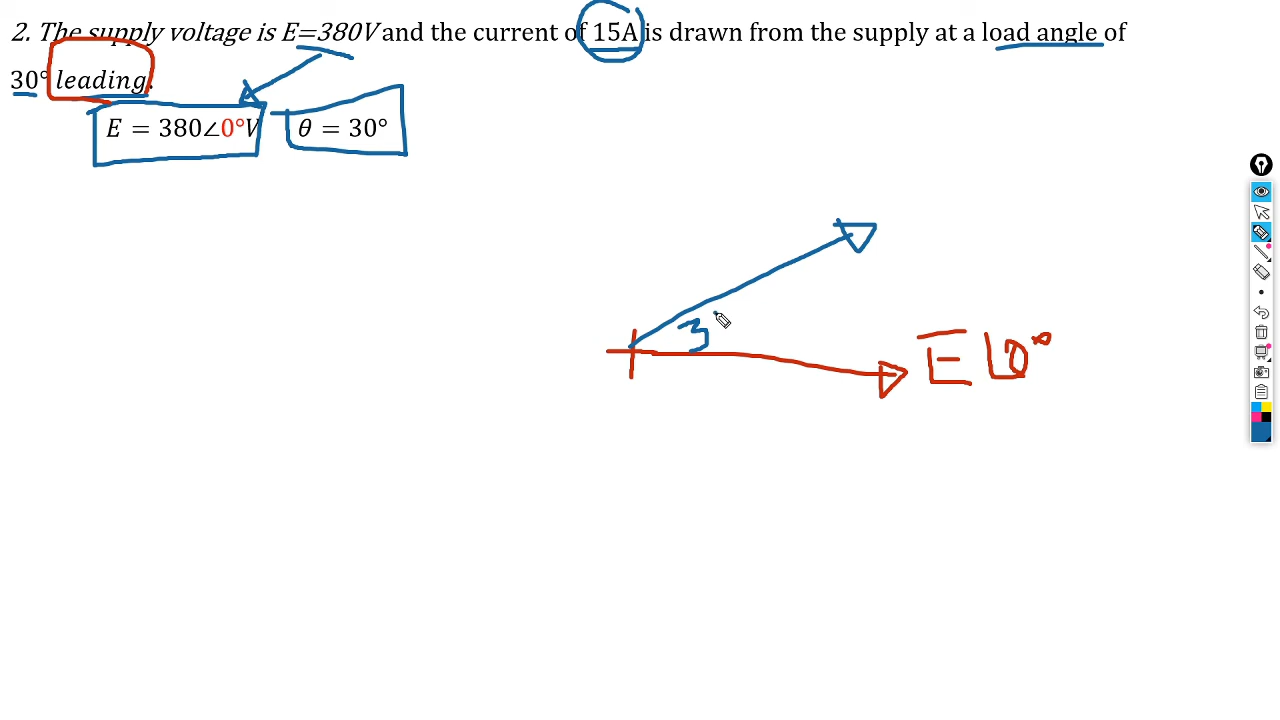 2. The supply voltage is E=380V and the current of 15A is drawn from the supply at a load angle of
30° leading.
E = 380∠0°V θ = 30°
3
E∠0°